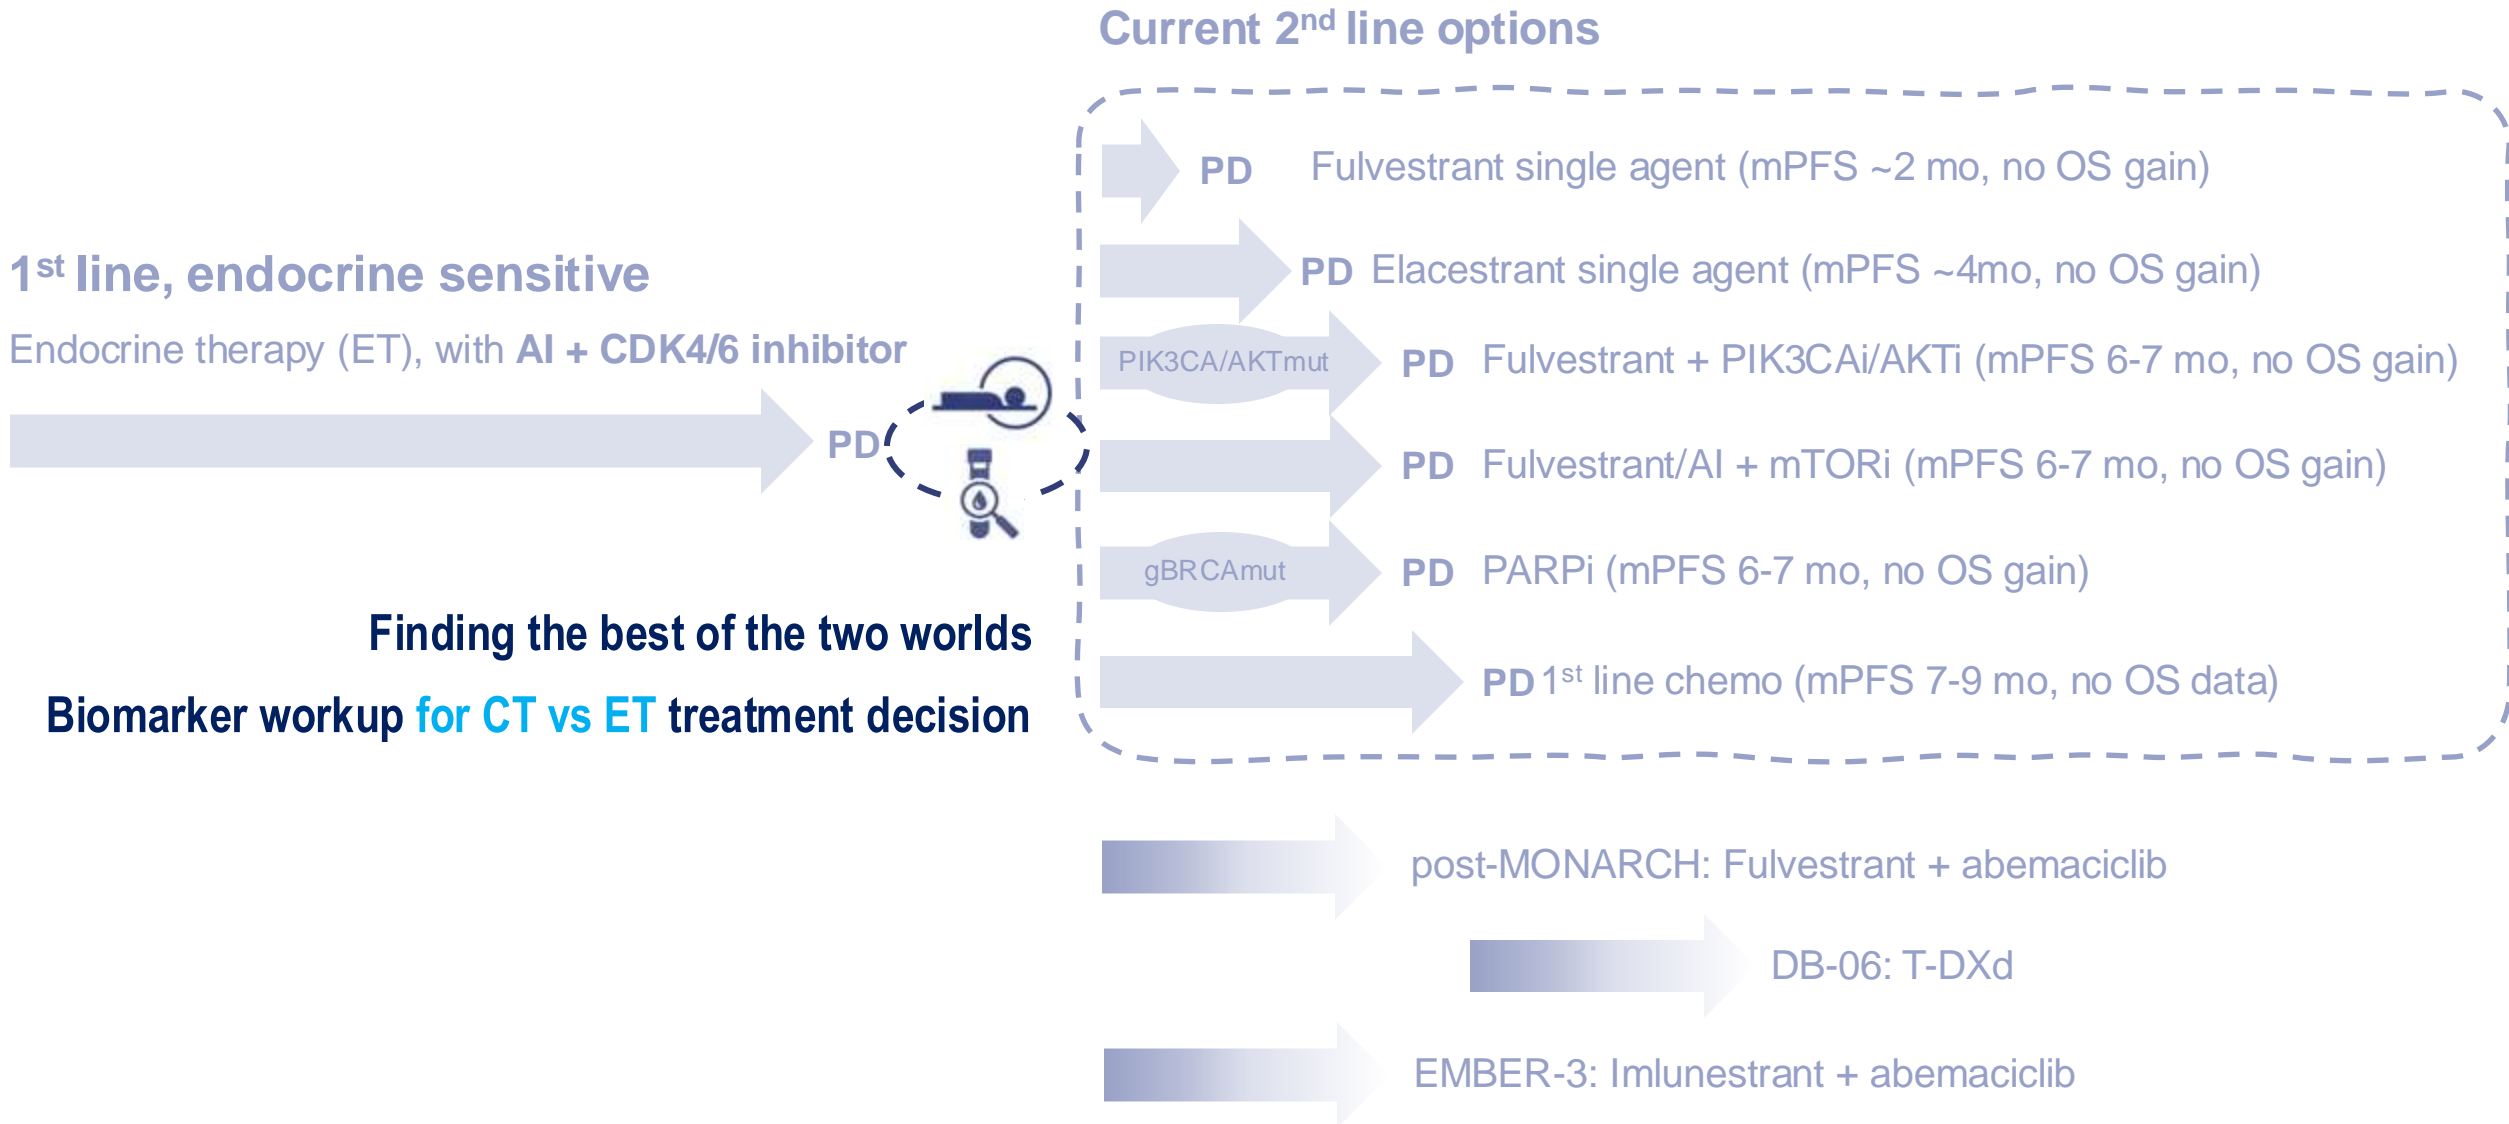 Current 2nd line options
PD Fulvestrant single agent (mPFS ~2 mo, no OS gain)
PD Elacestrant single agent (mPFS ~4mo, no OS gain)
1st line, endocrine sensitive
Endocrine therapy (ET), with AI + CDK4/6 inhibitor
PD
PIK3CA/AKTmut PD Fulvestrant + PIK3CAi/AKTi (mPFS 6-7 mo, no OS gain)
PD Fulvestrant/AI + mTORi (mPFS 6-7 mo, no OS gain)
gBRCAmut PD PARPi (mPFS 6-7 mo, no OS gain)
PD 1st line chemo (mPFS 7-9 mo, no OS data)
Finding the best of the two worlds
Biomarker workup for CT vs ET treatment decision
post-MONARCH: Fulvestrant + abemaciclib
DB-06: T-DXd
EMBER-3: Imlunestrant + abemaciclib